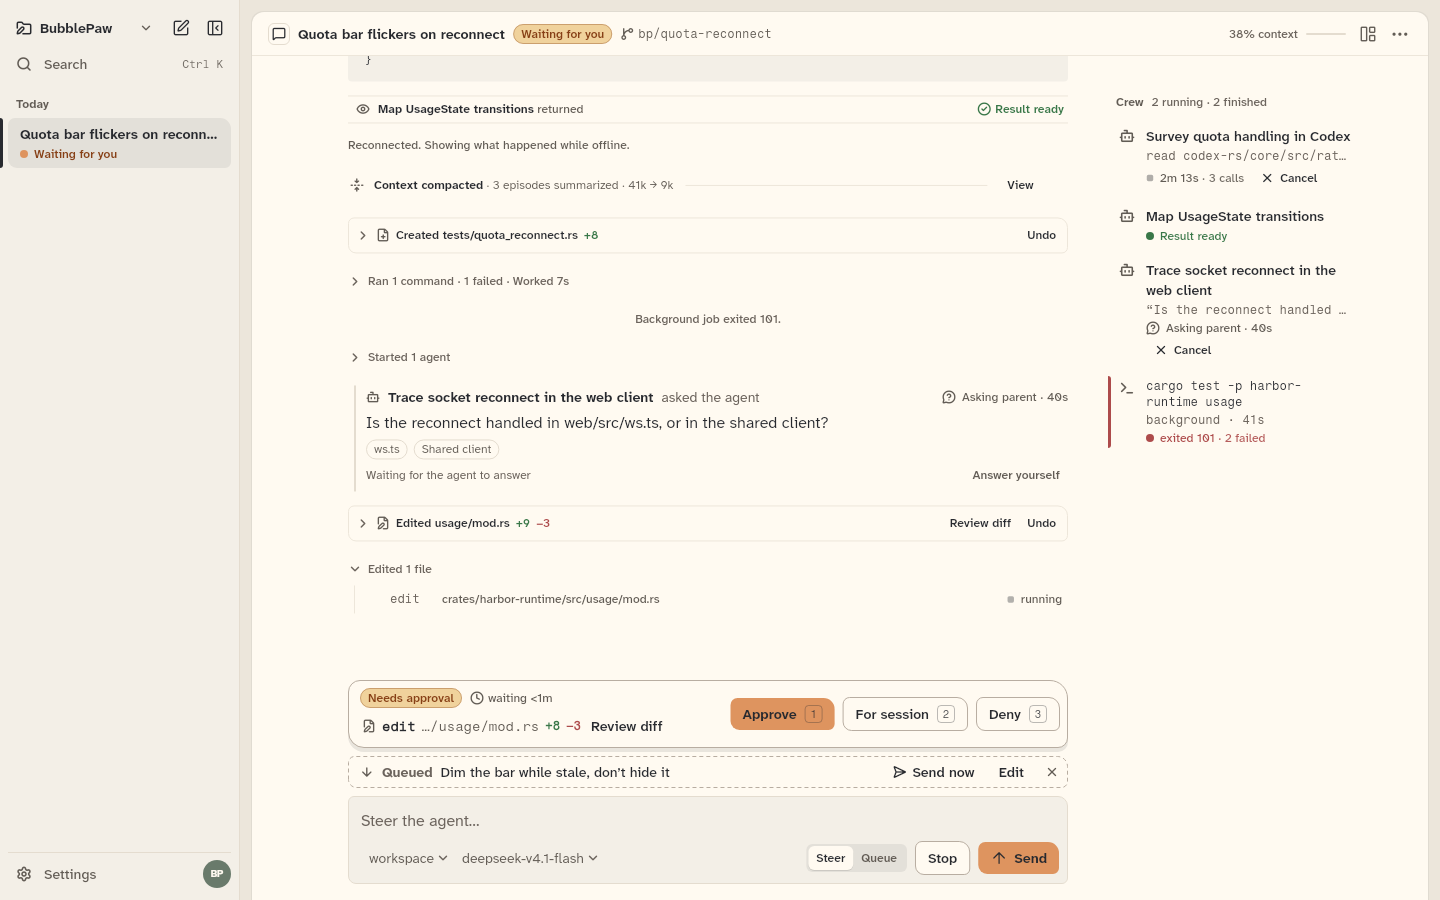 BubblePaw
Search Ctrl K
Today
Quota bar flickers on reconn...
Waiting for you
Settings
BP
Quota bar flickers on reconnect Waiting for you bp/quota-reconnect 38% context
}
Map UsageState transitions returned Result ready
Reconnected. Showing what happened while offline.
Context compacted · 3 episodes summarized · 41k → 9k View
Created tests/quota_reconnect.rs +8 Undo
Ran 1 command · 1 failed · Worked 7s
Background job exited 101.
Started 1 agent
Trace socket reconnect in the web client asked the agent Asking parent · 40s
Is the reconnect handled in web/src/ws.ts, or in the shared client?
ws.ts Shared client
Waiting for the agent to answer Answer yourself
Edited usage/mod.rs +9 −3 Review diff Undo
Edited 1 file
edit crates/harbor-runtime/src/usage/mod.rs running
Needs approval waiting <1m
edit …/usage/mod.rs +8 −3 Review diff
Approve 1 For session 2 Deny 3
Queued Dim the bar while stale, don’t hide it Send now Edit
Steer the agent…
workspace deepseek-v4.1-flash Steer Queue Stop Send
Crew 2 running · 2 finished
Survey quota handling in Codex
read codex-rs/core/src/rat…
2m 13s · 3 calls Cancel
Map UsageState transitions
Result ready
Trace socket reconnect in the
web client
“Is the reconnect handled …
Asking parent · 40s
Cancel
cargo test -p harbor-
runtime usage
background · 41s
exited 101 · 2 failed